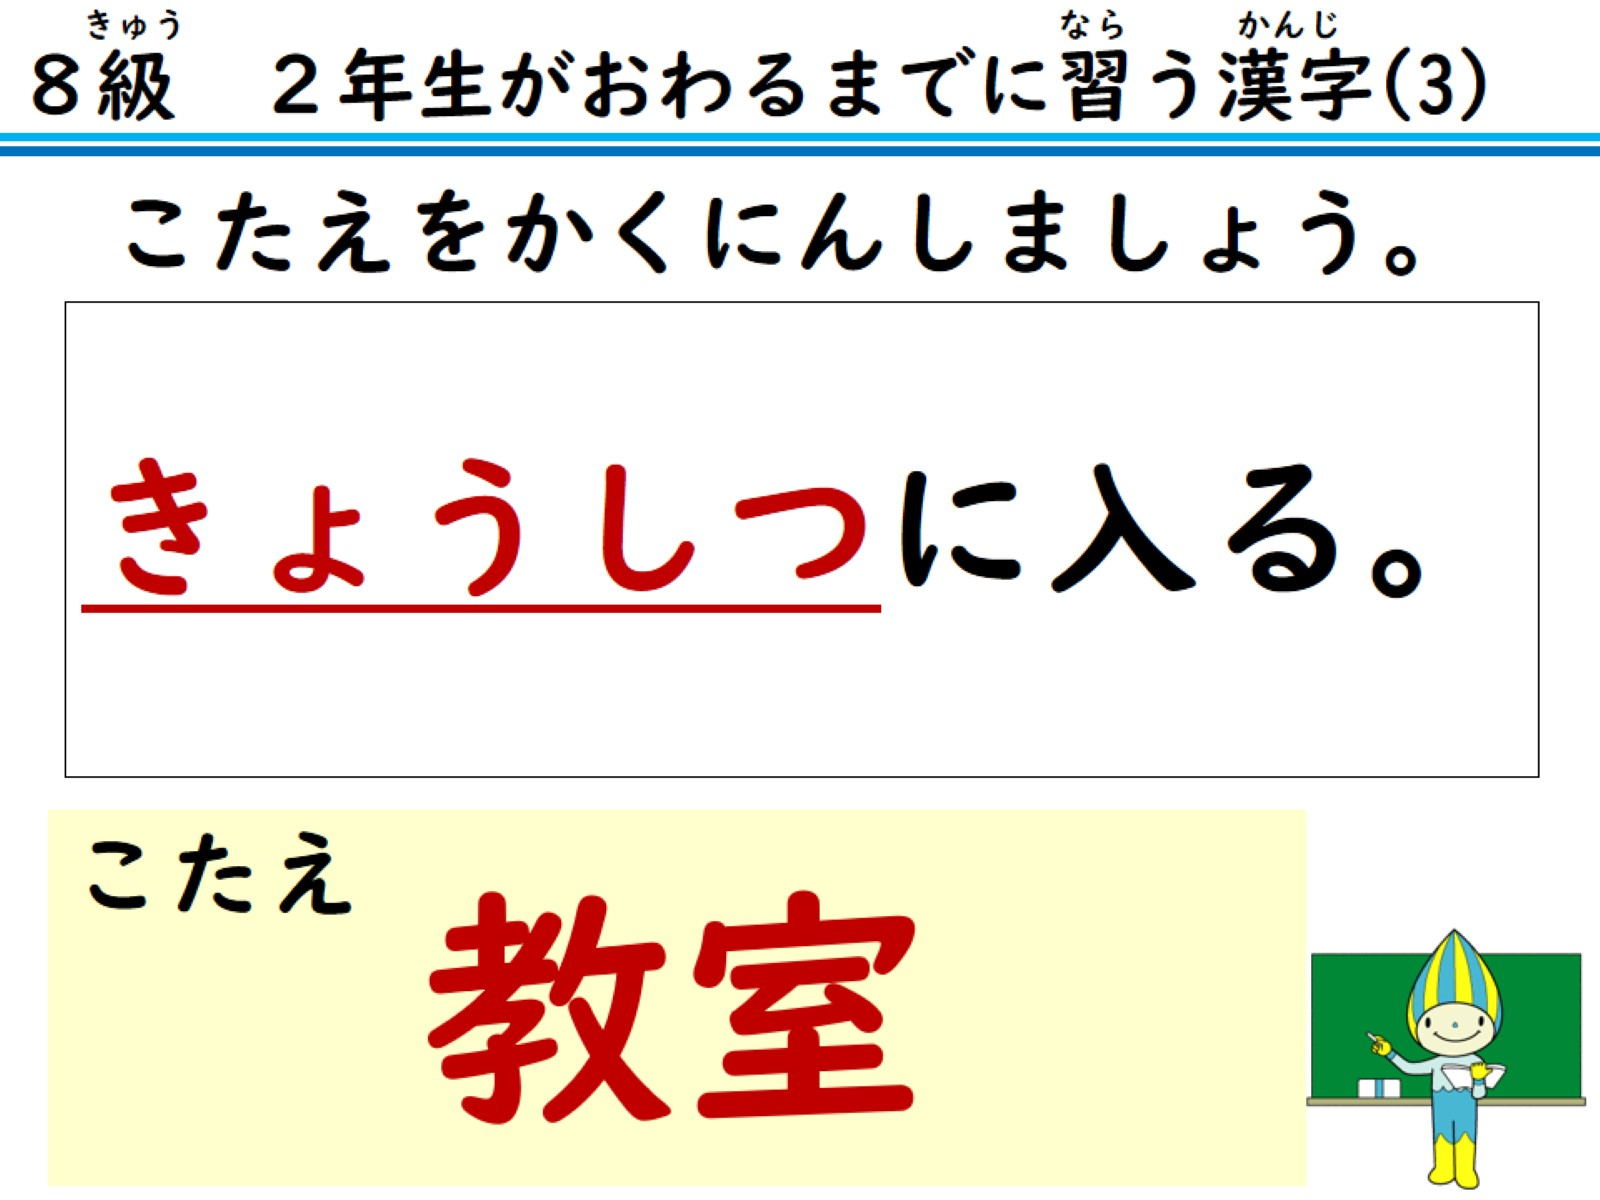 きゅう なら かんじ
８級　２年生がおわるまでに習う漢字(3)
こたえをかくにんしましょう。
きょうしつに入る。
こたえ
教室